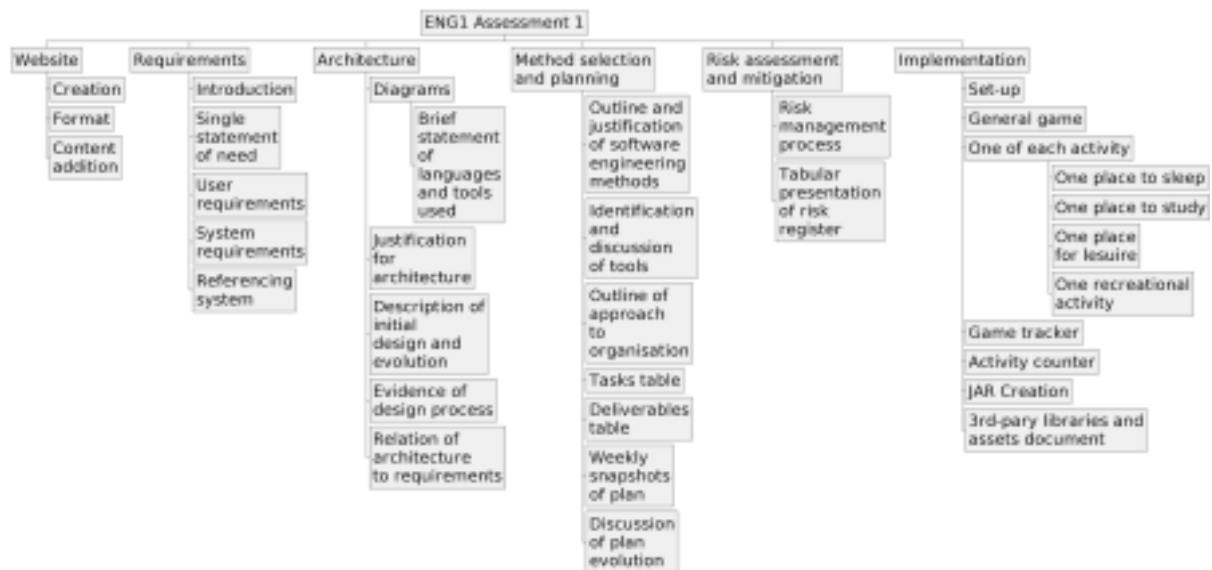 ENG1 Assessment 1
Website
Creation
Format
Content
addition
Requirements
Introduction
Single
statement
of need
User
requirements
System
requirements
Referencing
system
Architecture
Diagrams
Brief
statement
of
languages
and tools
used
Justification
for
architecture
Description of
initial
design and
evolution
Evidence of
design process
Relation of
architecture
to requirements
Method selection
and planning
Outline and
justification
of software
engineering
methods
Identification
and
discussion
of tools
Outline of
approach
to
organisation
Tasks table
Deliverables
table
Weekly
snapshots
of plan
Discussion
of plan
evolution
Risk assessment
and mitigation
Risk
management
process
Tabular
presentation
of risk
register
Implementation
Set-up
General game
One of each activity
One place to sleep
One place to study
One place
for lesuire
One recreational
activity
Game tracker
Activity counter
JAR Creation
3rd-pary libraries and
assets document